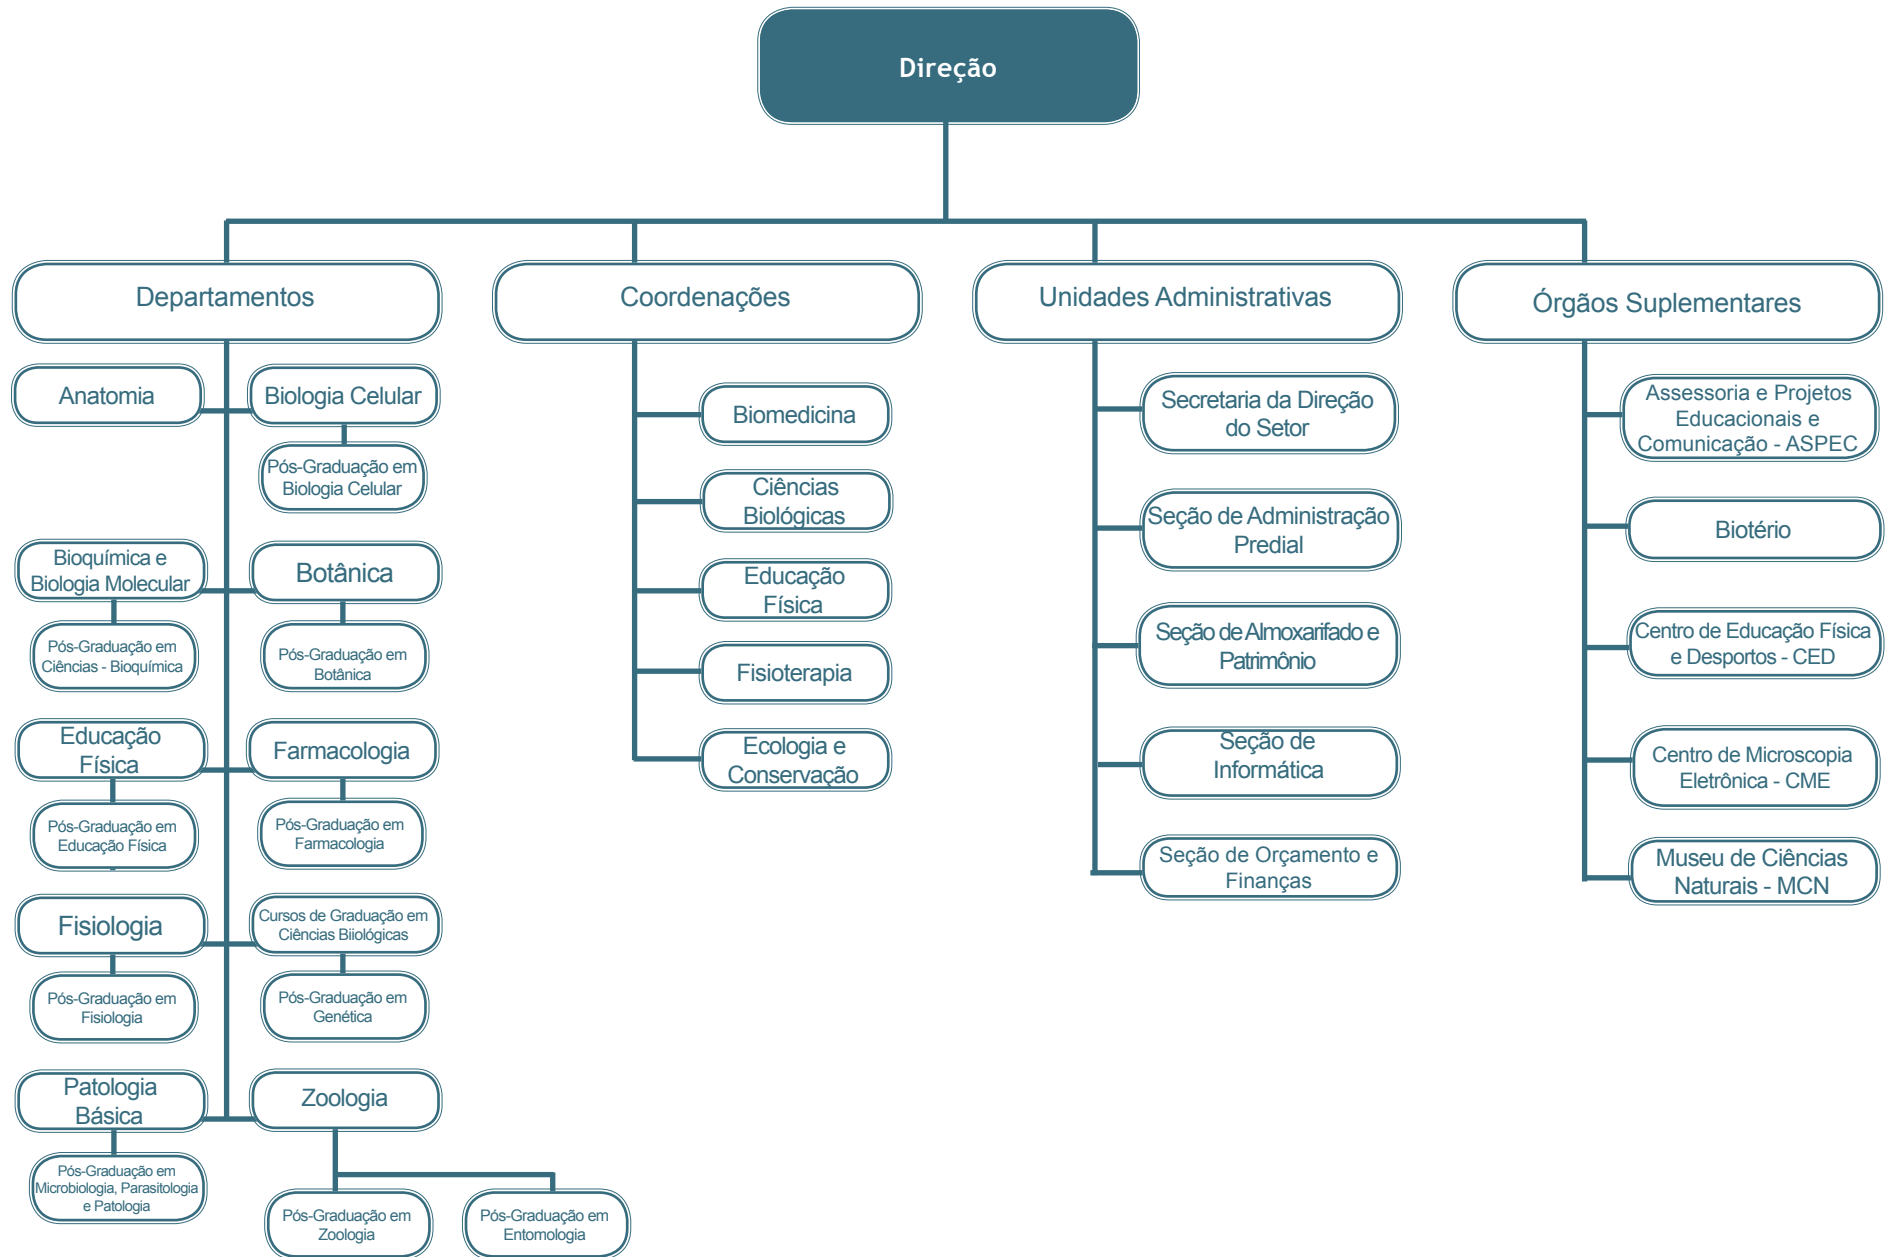 Direção
Departamentos
Coordenações
Unidades Administrativas
Órgãos Suplementares
Anatomia
Biologia Celular
Pós-Graduação em
Biologia Celular
Bioquímica e
Biologia Molecular
Botânica
Pós-Graduação em
Ciências - Bioquímica
Pós-Graduação em
Botânica
Educação
Física
Farmacologia
Pós-Graduação em
Educação Física
Pós-Graduação em
Farmacologia
Fisiologia
Cursos de Graduação em
Ciências Biiológicas
Pós-Graduação em
Fisiologia
Pós-Graduação em
Genética
Patologia
Básica
Zoologia
Pós-Graduação em
Microbiologia, Parasitologia
e Patologia
Pós-Graduação em
Zoologia
Pós-Graduação em
Entomologia
Biomedicina
Ciências
Biológicas
Educação
Física
Fisioterapia
Ecologia e
Conservação
Secretaria da Direção
do Setor
Seção de Administração
Predial
Seção de Almoxarifado e
Patrimônio
Seção de
Informática
Seção de Orçamento e
Finanças
Assessoria e Projetos
Educacionais e
Comunicação - ASPEC
Biotério
Centro de Educação Física
e Desportos - CED
Centro de Microscopia
Eletrônica - CME
Museu de Ciências
Naturais - MCN